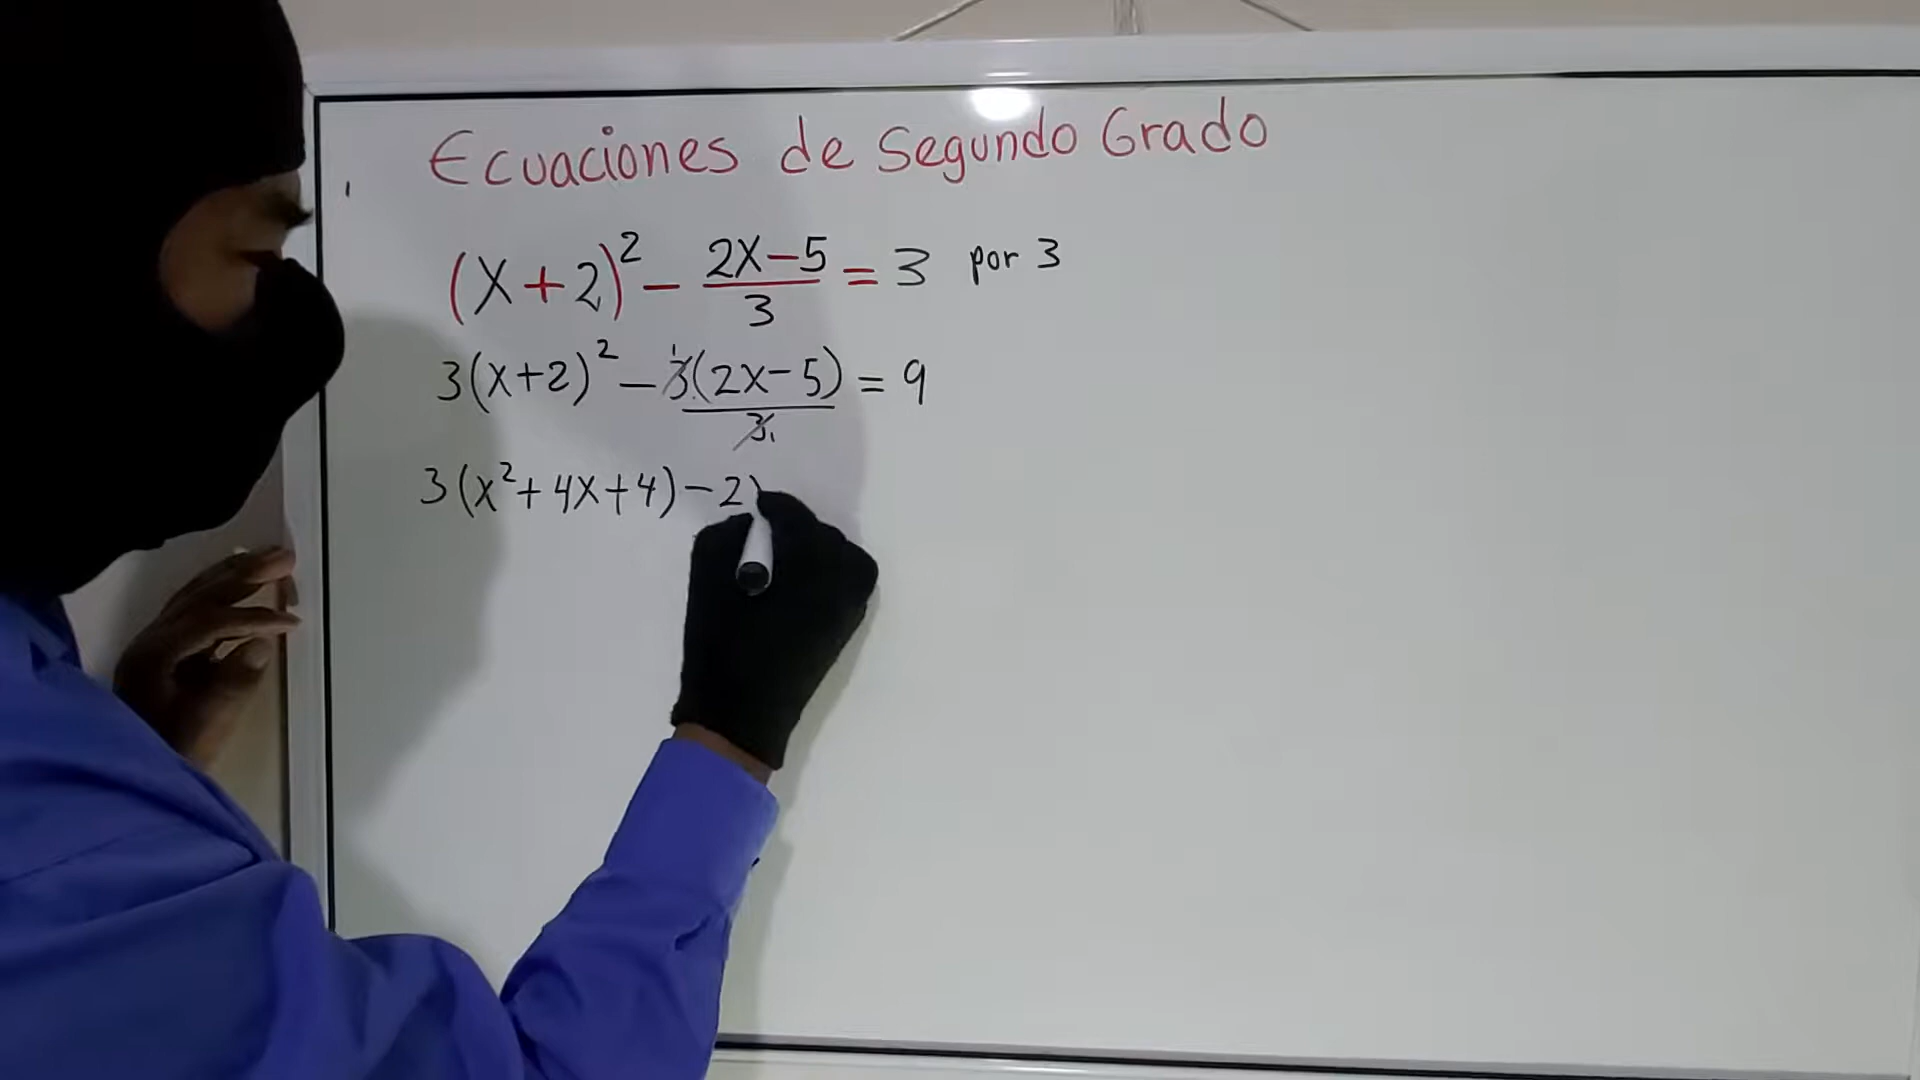 Ecuaciones de Segundo Grado
(X+2)² - (2X-5)/3 = 3 por 3
3(x+2)² - 3(2x-5)/3 = 9
3(x²+4x+4) - 2